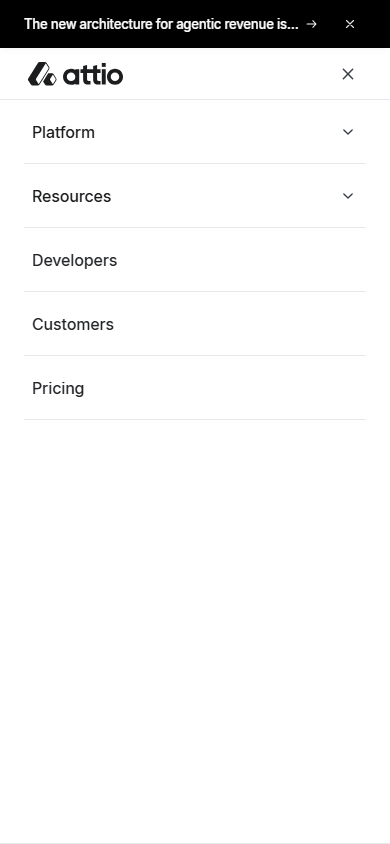 The new architecture for agentic revenue is...
attio
Platform
Resources
Developers
Customers
Pricing